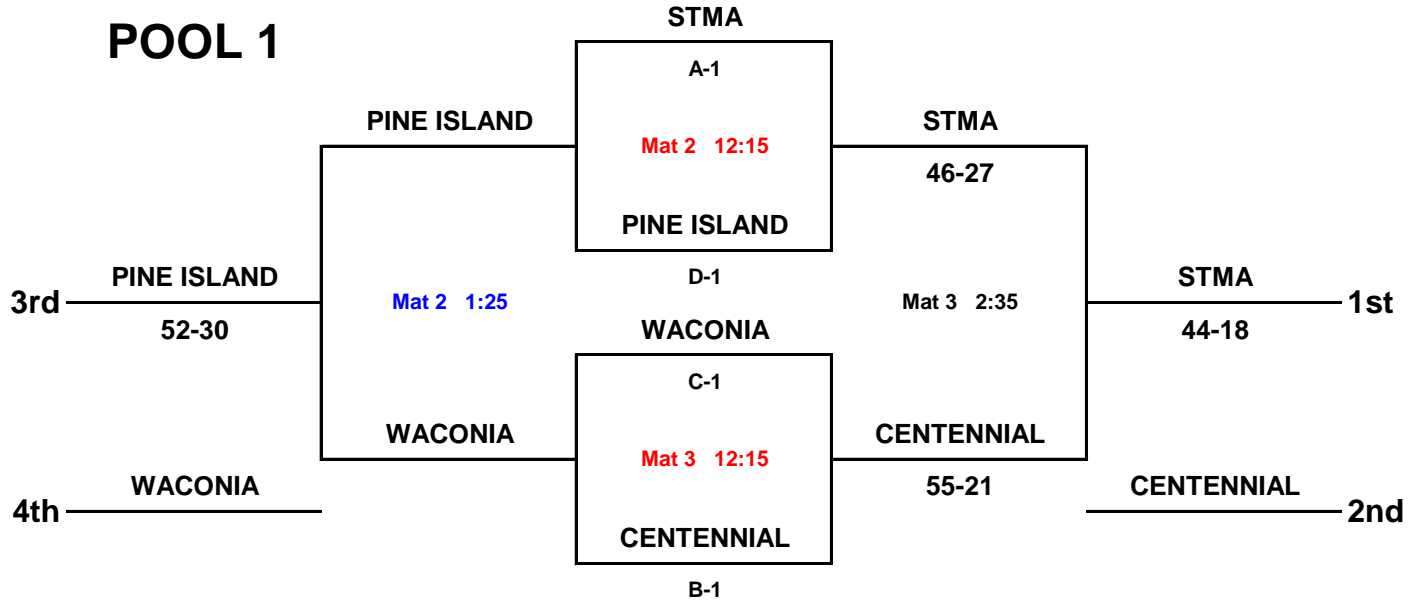 STMA
POOL 1
A-1
PINE ISLAND
STMA
Mat 2 12:15
46-27
PINE ISLAND
PINE ISLAND
D-1
STMA
3rd
Mat 2 1:25
Mat 3 2:35
1st
52-30
WACONIA
44-18
C-1
WACONIA
CENTENNIAL
Mat 3 12:15
WACONIA
55-21
CENTENNIAL
4th
2nd
CENTENNIAL
B-1